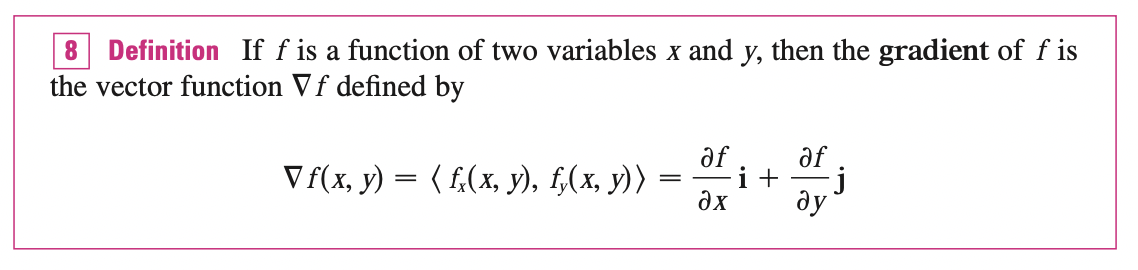 8 Definition If f is a function of two variables x and y, then the gradient of f is
the vector function ∇f defined by
∇f(x, y) = ⟨fₓ(x, y), f_y(x, y)⟩ = ∂f/∂x i + ∂f/∂y j